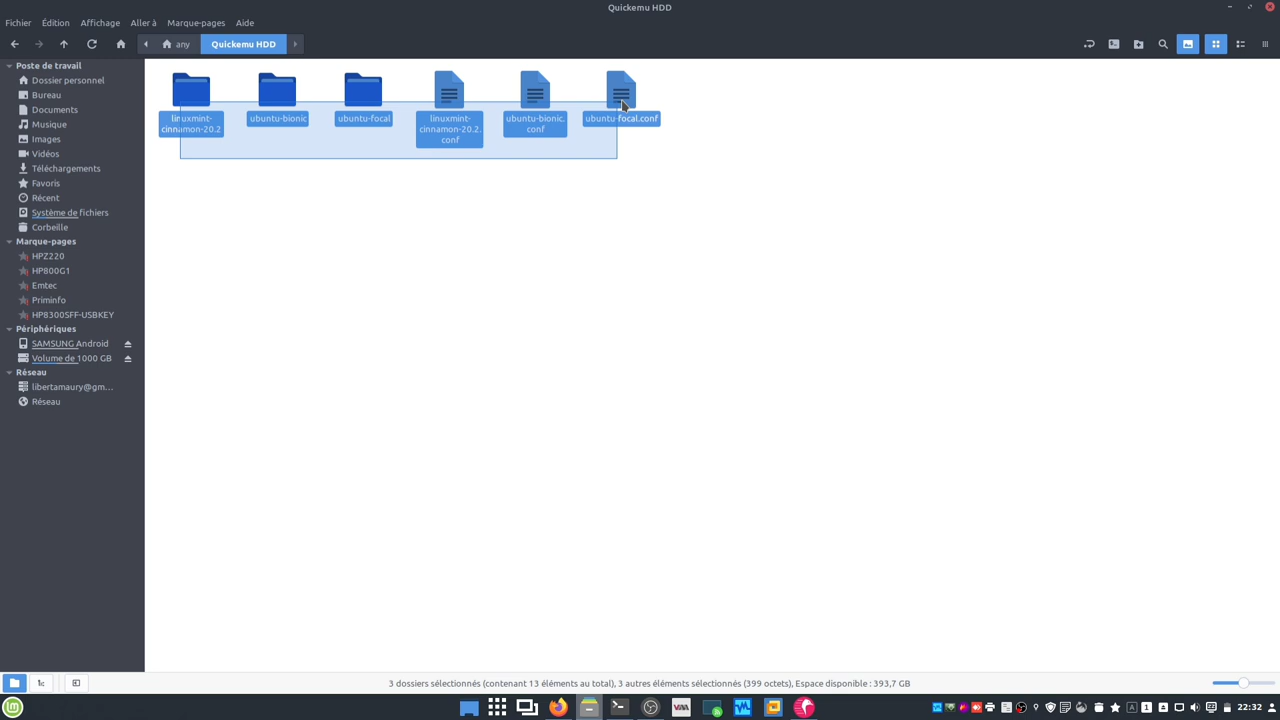 Quickemu HDD
Fichier Édition Affichage Aller à Marque-pages Aide
any Quickemu HDD
Poste de travail
Dossier personnel
Bureau
Documents
Musique
Images
Vidéos
Téléchargements
Favoris
Récent
Système de fichiers
Corbeille
Marque-pages
HPZ220
HP800G1
Emtec
Priminfo
HP8300SFF-USBKEY
Périphériques
SAMSUNG Android
Volume de 1000 GB
Réseau
libertamaury@gm...
Réseau
linuxmint-
cinnamon-20.2
ubuntu-bionic
ubuntu-focal
linuxmint-
cinnamon-20.2.
conf
ubuntu-bionic.
conf
ubuntu-focal.conf
3 dossiers sélectionnés (contenant 13 éléments au total), 3 autres éléments sélectionnés (399 octets), Espace disponible : 393,7 GB
A
1
22:32